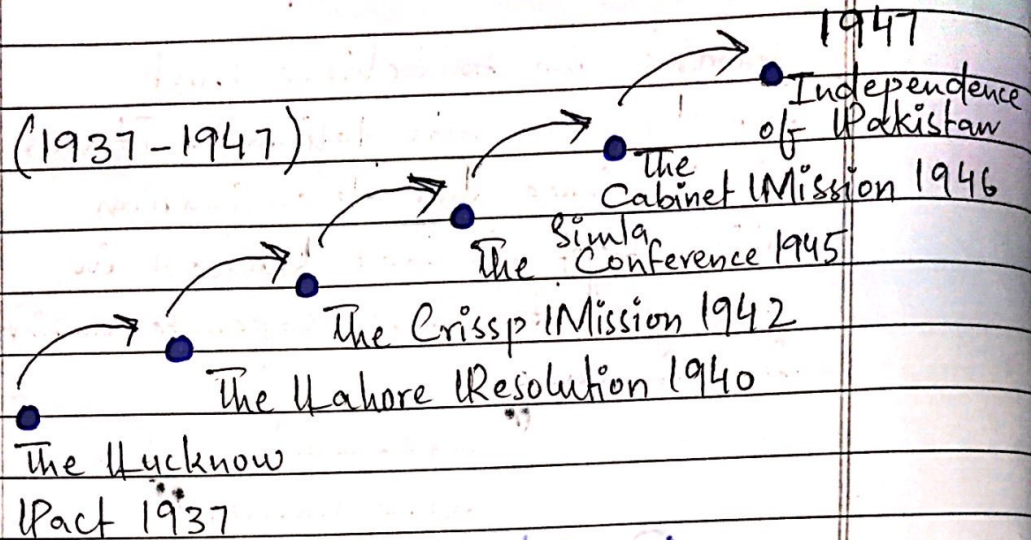 1947
Independence
of Pakistan
(1937-1947)
The
Cabinet Mission 1946
Simla
The Conference 1945
The Crissp Mission 1942
The Lahore Resolution 1940
The Lucknow
Pact 1937